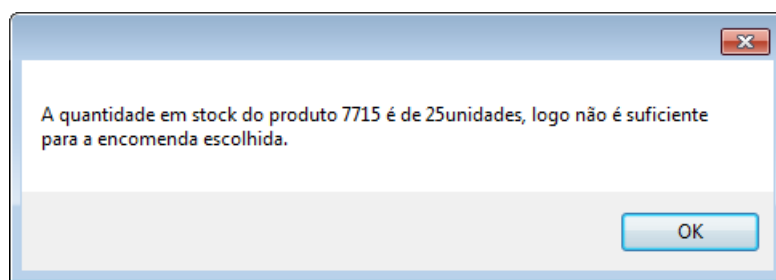 A quantidade em stock do produto 7715 é de 25unidades, logo não é suficiente
para a encomenda escolhida.
OK